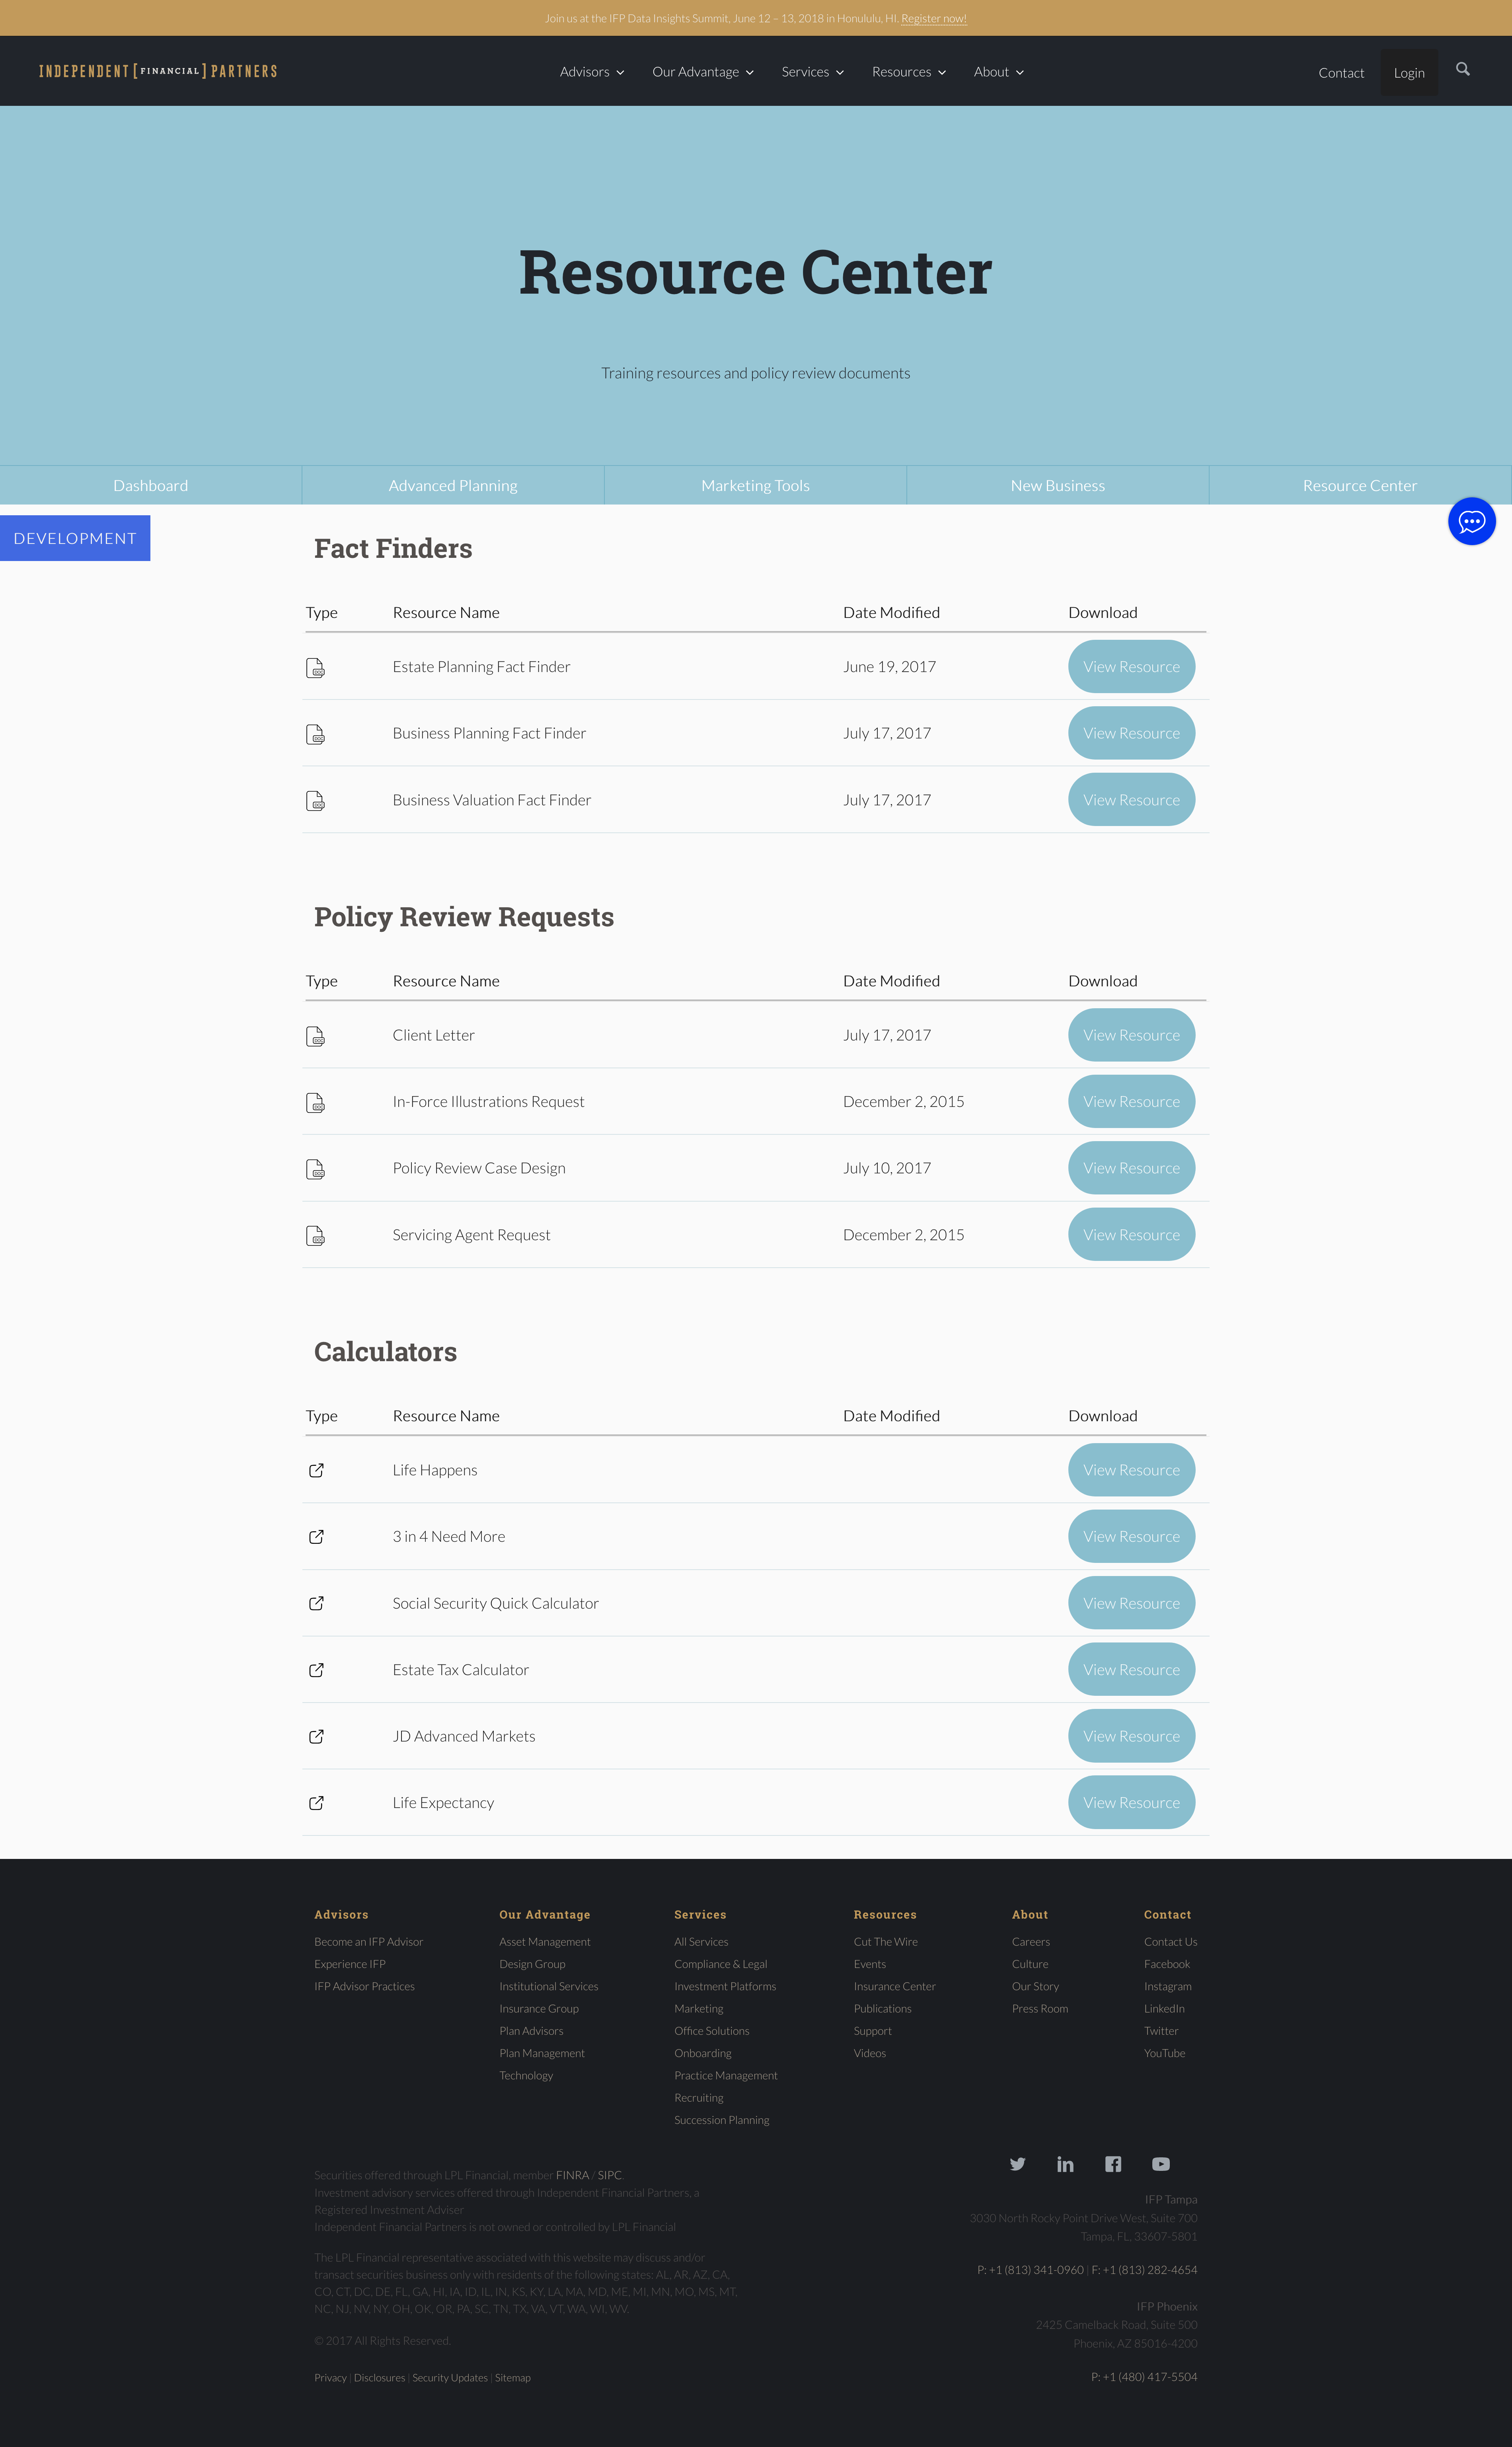 Join us at the IFP Data Insights Summit, June 12 – 13, 2018 in Honululu, HI. Register now!
INDEPENDENT [FINANCIAL] PARTNERS
Advisors Our Advantage Services Resources About Contact Login
Resource Center
Training resources and policy review documents
Dashboard Advanced Planning Marketing Tools New Business Resource Center
DEVELOPMENT
Fact Finders
Type Resource Name Date Modified Download
Estate Planning Fact Finder June 19, 2017 View Resource
Business Planning Fact Finder July 17, 2017 View Resource
Business Valuation Fact Finder July 17, 2017 View Resource
Policy Review Requests
Type Resource Name Date Modified Download
Client Letter July 17, 2017 View Resource
In-Force Illustrations Request December 2, 2015 View Resource
Policy Review Case Design July 10, 2017 View Resource
Servicing Agent Request December 2, 2015 View Resource
Calculators
Type Resource Name Date Modified Download
Life Happens View Resource
3 in 4 Need More View Resource
Social Security Quick Calculator View Resource
Estate Tax Calculator View Resource
JD Advanced Markets View Resource
Life Expectancy View Resource
Advisors
Become an IFP Advisor
Experience IFP
IFP Advisor Practices
Our Advantage
Asset Management
Design Group
Institutional Services
Insurance Group
Plan Advisors
Plan Management
Technology
Services
All Services
Compliance & Legal
Investment Platforms
Marketing
Office Solutions
Onboarding
Practice Management
Recruiting
Succession Planning
Resources
Cut The Wire
Events
Insurance Center
Publications
Support
Videos
About
Careers
Culture
Our Story
Press Room
Contact
Contact Us
Facebook
Instagram
LinkedIn
Twitter
YouTube
Securities offered through LPL Financial, member FINRA / SIPC.
Investment advisory services offered through Independent Financial Partners, a
Registered Investment Adviser
Independent Financial Partners is not owned or controlled by LPL Financial
The LPL Financial representative associated with this website may discuss and/or
transact securities business only with residents of the following states: AL, AR, AZ, CA,
CO, CT, DC, DE, FL, GA, HI, IA, ID, IL, IN, KS, KY, LA, MA, MD, ME, MI, MN, MO, MS, MT,
NC, NJ, NV, NY, OH, OK, OR, PA, SC, TN, TX, VA, VT, WA, WI, WV.
© 2017 All Rights Reserved.
Privacy | Disclosures | Security Updates | Sitemap
IFP Tampa
3030 North Rocky Point Drive West, Suite 700
Tampa, FL, 33607-5801
P: +1 (813) 341-0960 | F: +1 (813) 282-4654
IFP Phoenix
2425 Camelback Road, Suite 500
Phoenix, AZ 85016-4200
P: +1 (480) 417-5504